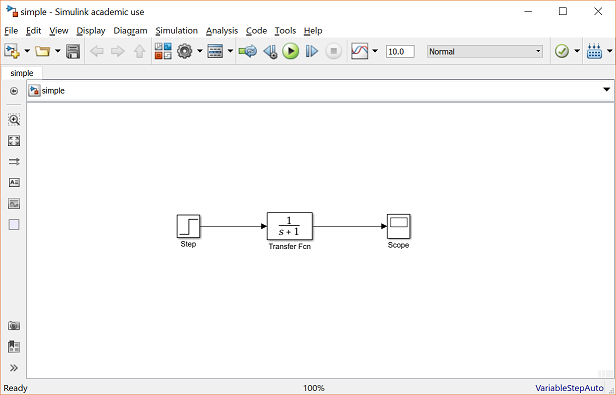 simple - Simulink academic use
File Edit View Display Diagram Simulation Analysis Code Tools Help
10.0 Normal
simple
simple
A
1
s + 1
Step
Transfer Fcn
Scope
Ready 100% VariableStepAuto